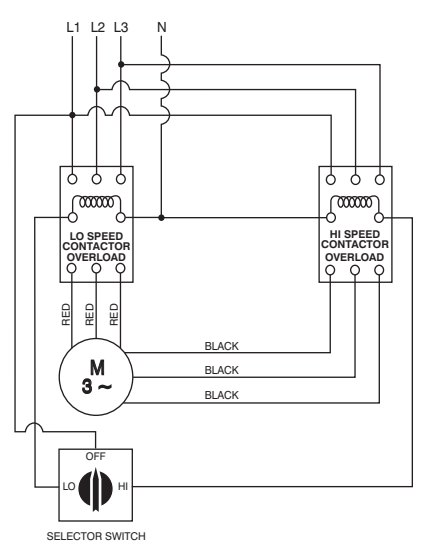 L1 L2 L3 N
LO SPEED
CONTACTOR
OVERLOAD
HI SPEED
CONTACTOR
OVERLOAD
RED RED RED
BLACK
M
3 ~
BLACK
BLACK
OFF
LO HI
SELECTOR SWITCH